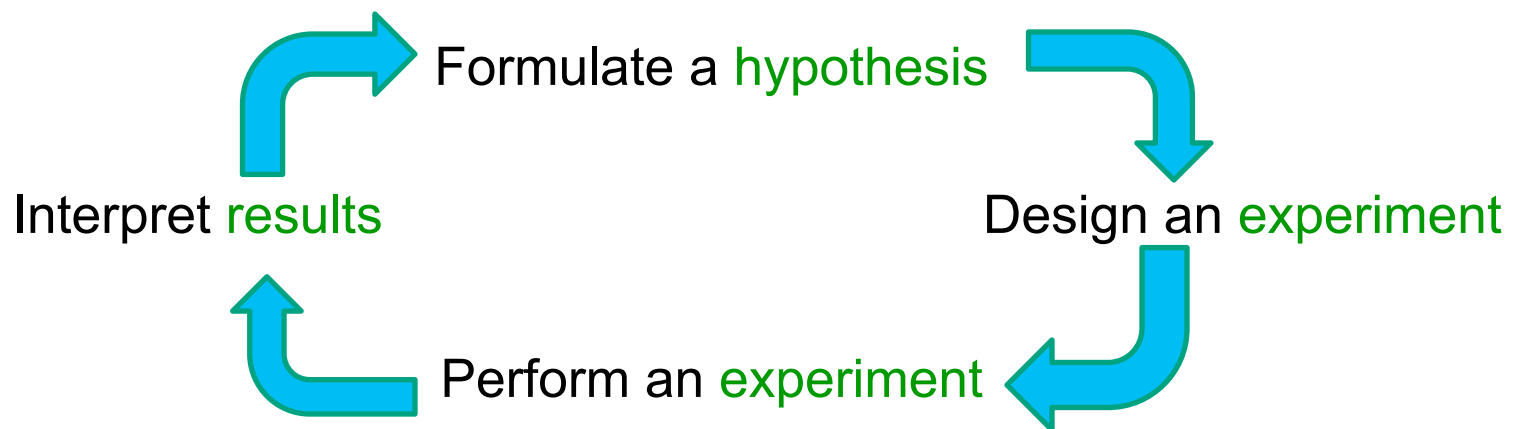 Formulate a hypothesis
Interpret results
Design an experiment
Perform an experiment